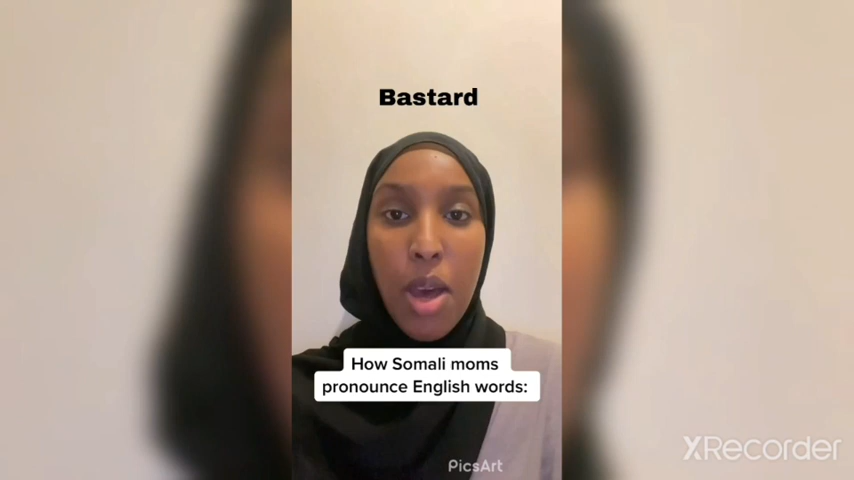 Bastard
How Somali moms
pronounce English words:
PicsArt
XRecorder